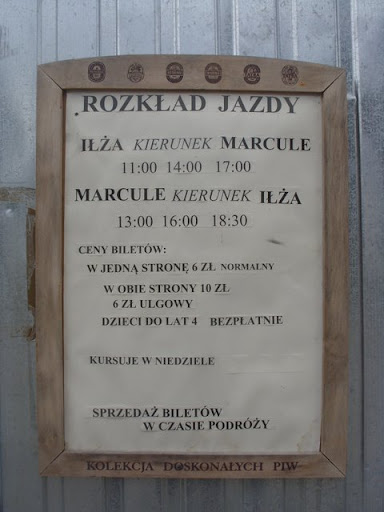 ROZKŁAD JAZDY
IŁŻA KIERUNEK MARCULE
11:00 14:00 17:00
MARCULE KIERUNEK IŁŻA
13:00 16:00 18:30
CENY BILETÓW:
W JEDNĄ STRONĘ 6 ZŁ NORMALNY
W OBIE STRONY 10 ZŁ
6 ZŁ ULGOWY
DZIECI DO LAT 4 BEZPŁATNIE
KURSUJE W NIEDZIELE
SPRZEDAŻ BILETÓW
W CZASIE PODRÓŻY
KOLEKCJA DOSKONAŁYCH PIW